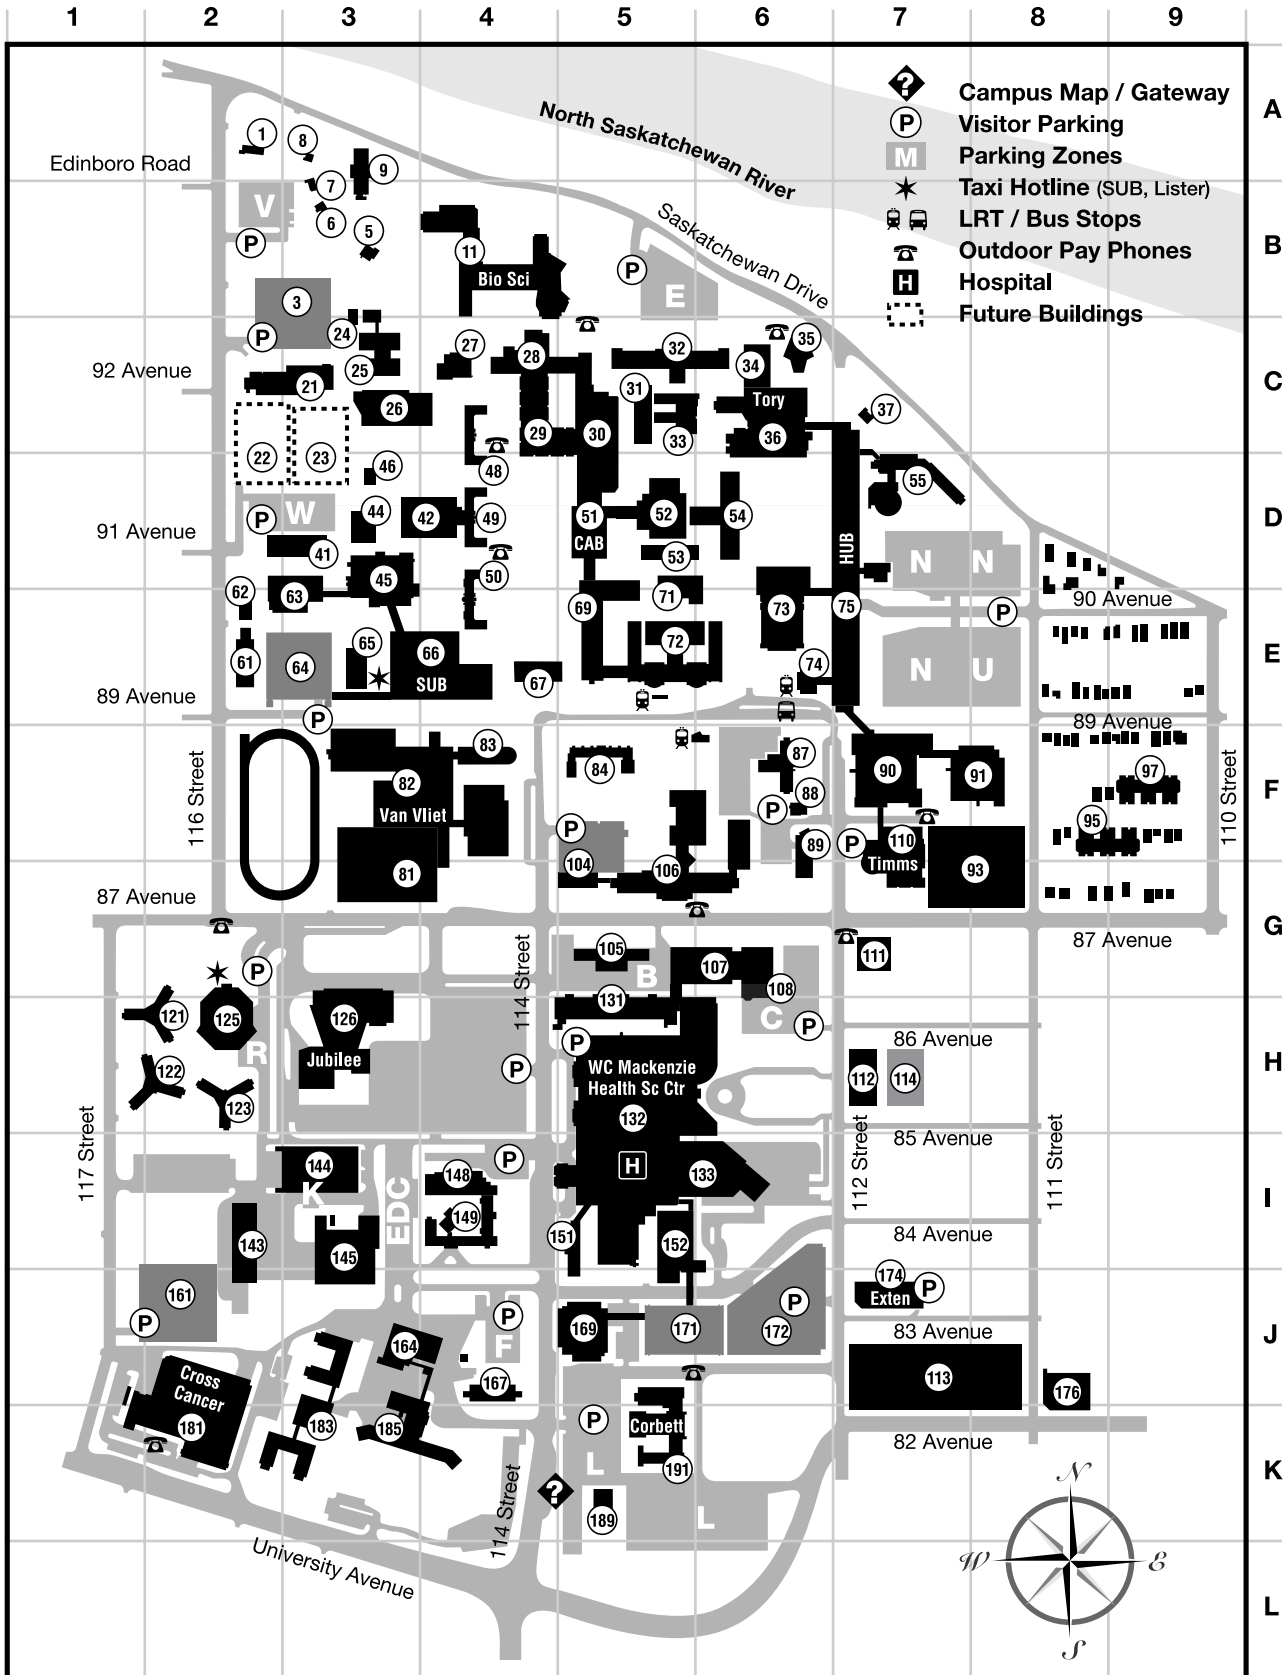 1 2 3 4 5 6 7 8 9
A
B
C
D
E
F
G
H
I
J
K
L
? Campus Map / Gateway
P Visitor Parking
M Parking Zones
Taxi Hotline (SUB, Lister)
LRT / Bus Stops
Outdoor Pay Phones
H Hospital
Future Buildings
North Saskatchewan River
Saskatchewan Drive
Edinboro Road
1
8
9
7
6
5
V
P
11
Bio Sci
P
E
3
24
P
25
27
28
32
31
34
35
92 Avenue
21
26
29
30
33
Tory
36
37
22
23
46
48
55
W
P
44
42
49
51
CAB
52
54
53
HUB
N
N
91 Avenue
41
45
50
62
63
69
71
73
75
P
90 Avenue
61
64
65
66
SUB
67
72
74
N
U
89 Avenue
P
89 Avenue
116 Street
83
82
Van Vliet
84
87
88
P
90
91
97
95
110 Street
81
P
104
106
89
P
110
Timms
93
87 Avenue
87 Avenue
P
114 Street
105
B
107
108
111
121
125
126
Jubilee
131
C
P
P
86 Avenue
R
122
123
P
WC Mackenzie
Health Sc Ctr
132
112
114
117 Street
85 Avenue
144
K
EDC
148
149
P
H
133
112 Street
111 Street
143
145
151
152
84 Avenue
161
P
P
F
169
171
P
172
174
Exten
P
83 Avenue
164
167
113
176
Cross
Cancer
181
183
185
P
Corbett
191
82 Avenue
L
L
114 Street
?
189
University Avenue
N
W
E
S